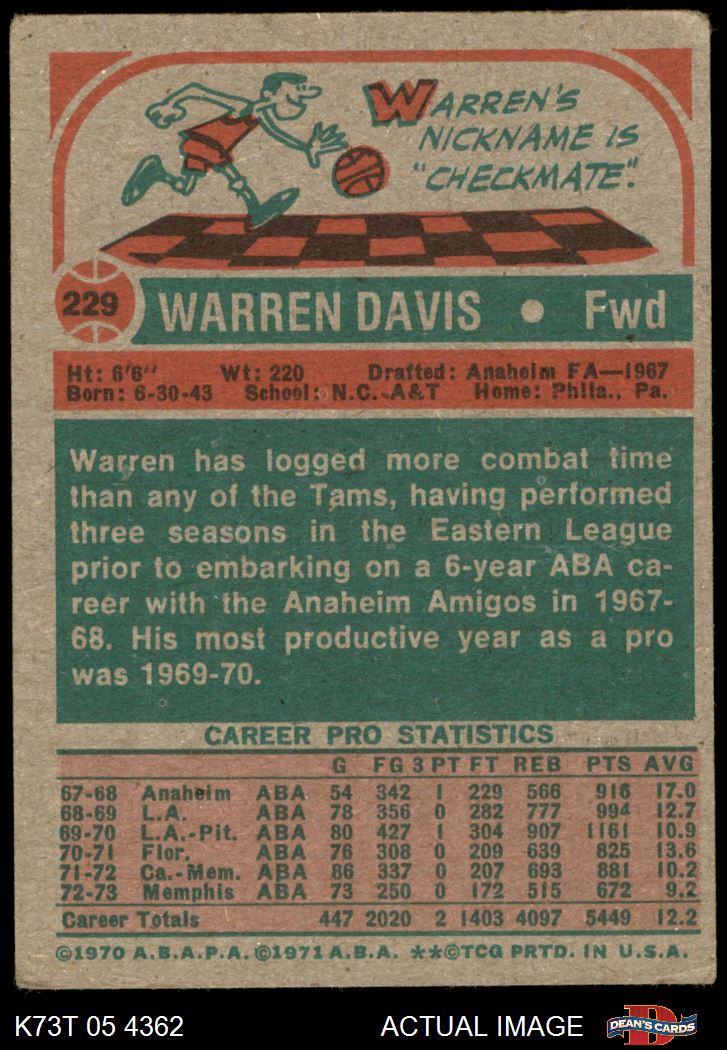 WARREN'S
NICKNAME IS
"CHECKMATE".
229
WARREN DAVIS • Fwd
Ht: 6'6" Wt: 220 Drafted: Anaheim FA—1967
Born: 6-30-43 School: N.C. A&T Home: Phila., Pa.
Warren has logged more combat time
than any of the Tams, having performed
three seasons in the Eastern League
prior to embarking on a 6-year ABA ca-
reer with the Anaheim Amigos in 1967-
68. His most productive year as a pro
was 1969-70.
CAREER PRO STATISTICS
G FG 3 PT FT REB PTS AVG
67-68 Anaheim ABA 54 342 1 229 566 916 17.0
68-69 L.A. ABA 78 356 0 282 777 994 12.7
69-70 L.A.-Pit. ABA 80 427 1 304 907 1161 10.9
70-71 Flor. ABA 76 308 0 209 639 825 13.6
71-72 Ca.-Mem. ABA 86 337 0 207 693 881 10.2
72-73 Memphis ABA 73 250 0 172 515 672 9.2
Career Totals 447 2020 2 1403 4097 5449 12.2
©1970 A.B.A.P.A. ©1971 A.B.A. **©TCG PRTD. IN U.S.A.
K73T 05 4362 ACTUAL IMAGE
DEAN'S CARDS